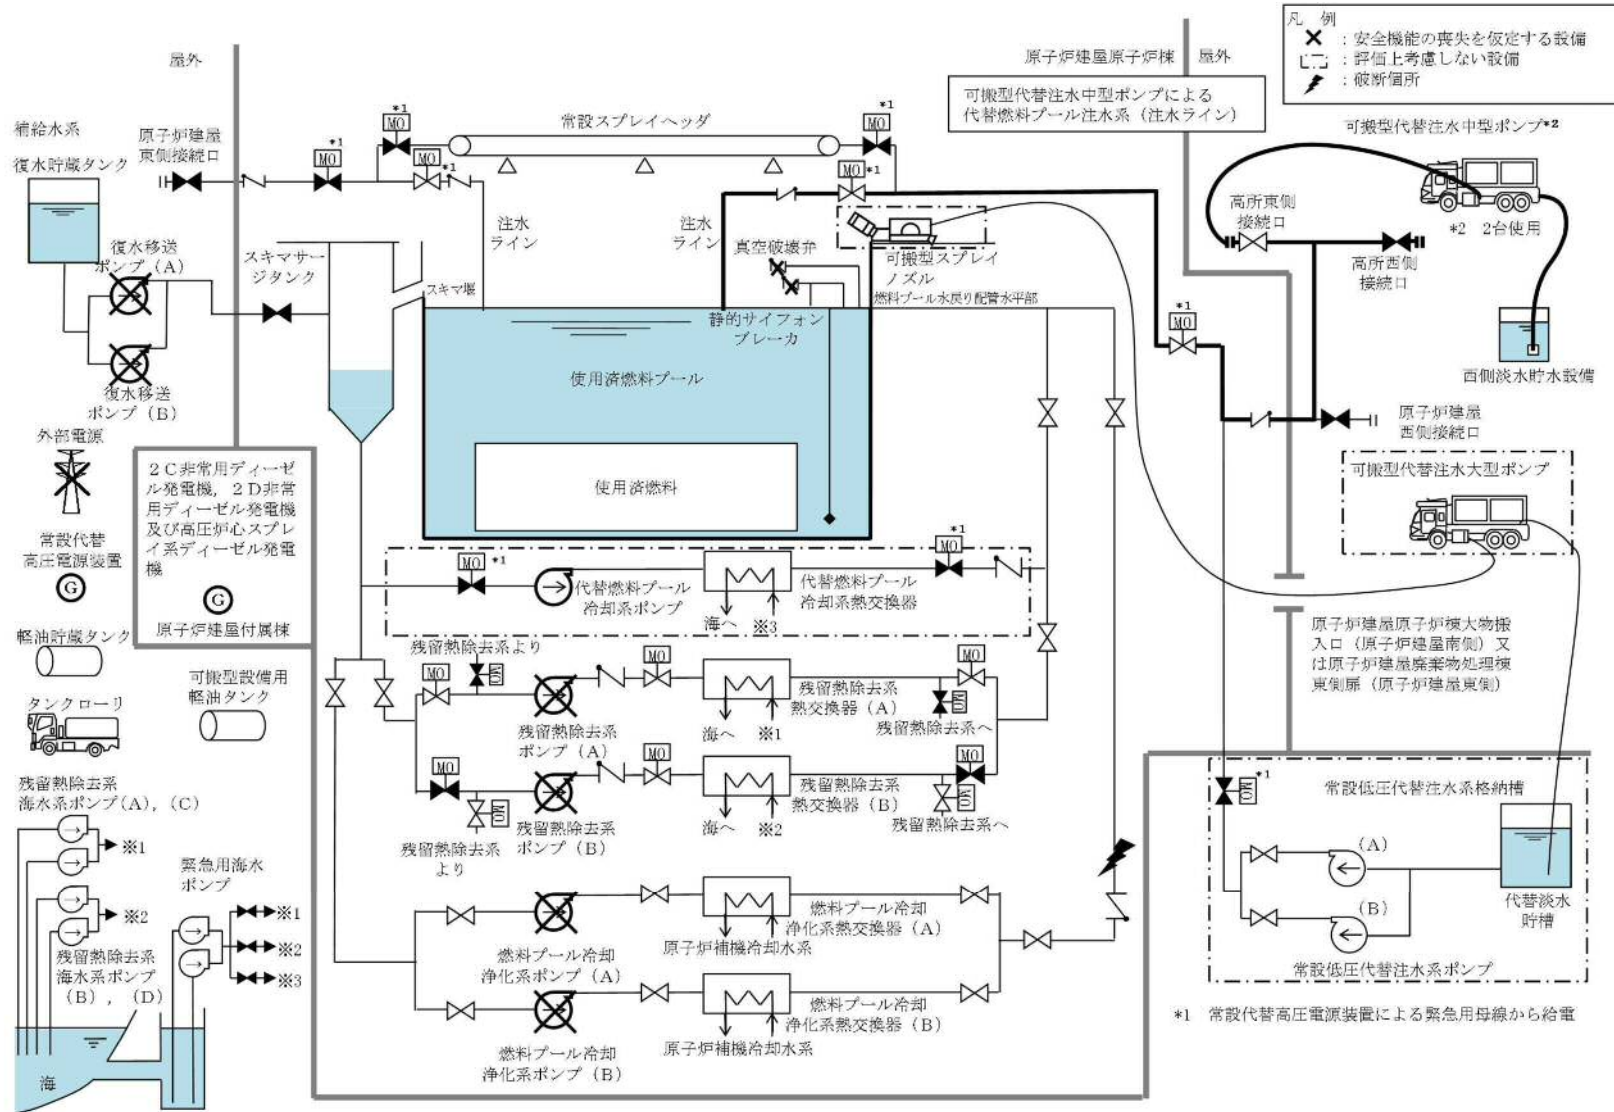 凡 例
：安全機能の喪失を仮定する設備
：評価上考慮しない設備
：破断個所
屋外
原子炉建屋原子炉棟
屋外
可搬型代替注水中型ポンプによる
代替燃料プール注水系（注水ライン）
可搬型代替注水中型ポンプ*2
*2 2台使用
高所東側
接続口
高所西側
接続口
西側淡水貯水設備
補給水系
復水貯蔵タンク
原子炉建屋
東側接続口
MO
*1
MO
*1
MO
*1
常設スプレイヘッダ
MO
*1
MO
*1
復水移送
ポンプ（A）
復水移送
ポンプ（B）
スキマサー
ジタンク
スキマ堰
注水
ライン
注水
ライン
真空破壊弁
可搬型スプレイ
ノズル
燃料プール水戻り配管水平部
静的サイフォン
ブレーカ
使用済燃料プール
使用済燃料
*1
MO
原子炉建屋
西側接続口
外部電源
常設代替
高圧電源装置
G
２Ｃ非常用ディーゼ
ル発電機，２Ｄ非常
用ディーゼル発電機
及び高圧炉心スプレ
イ系ディーゼル発電
機
G
原子炉建屋付属棟
可搬型代替注水大型ポンプ
MO
*1
代替燃料プール
冷却系ポンプ
海へ
※3
代替燃料プール
冷却系熱交換器
MO
*1
原子炉建屋原子炉棟大物搬
入口（原子炉建屋南側）又
は原子炉建屋廃棄物処理棟
東側扉（原子炉建屋東側）
軽油貯蔵タンク
可搬型設備用
軽油タンク
タンクローリ
残留熱除去系より
MO
MO
MO
残留熱除去系
ポンプ（A）
海へ
※1
残留熱除去系
熱交換器（A）
MO
MO
残留熱除去系へ
MO
MO
MO
残留熱除去系
より
残留熱除去系
ポンプ（B）
海へ
※2
残留熱除去系
熱交換器（B）
MO
MO
残留熱除去系へ
残留熱除去系
海水系ポンプ(A)，(C)
※1
※2
残留熱除去系
海水系ポンプ
（B），（D）
緊急用海水
ポンプ
※1
※2
※3
海
燃料プール冷却
浄化系ポンプ（A）
原子炉補機冷却水系
燃料プール冷却
浄化系熱交換器（A）
燃料プール冷却
浄化系ポンプ（B）
原子炉補機冷却水系
燃料プール冷却
浄化系熱交換器（B）
MO
*1
常設低圧代替注水系格納槽
(A)
(B)
常設低圧代替注水系ポンプ
代替淡水
貯槽
*1 常設代替高圧電源装置による緊急用母線から給電